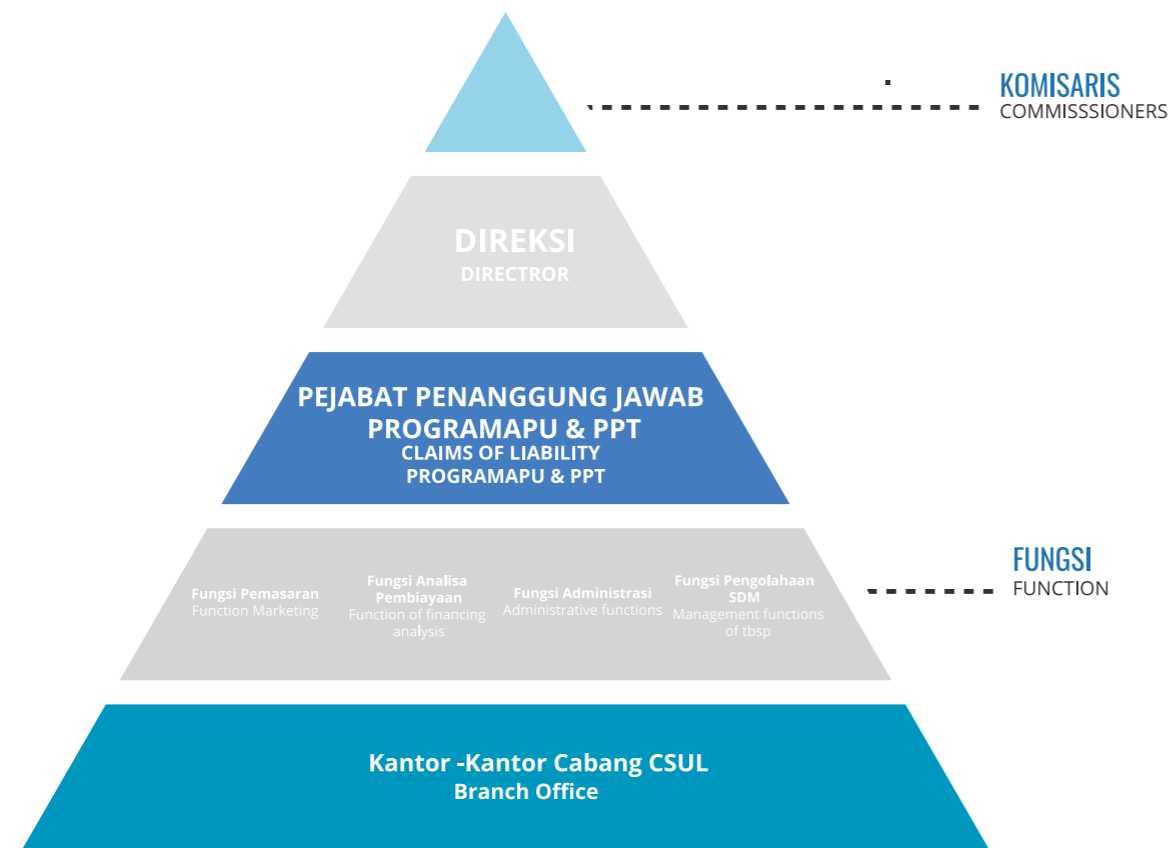 KOMISARIS
COMMISSSIONERS
DIREKSI
DIRECTROR
PEJABAT PENANGGUNG JAWAB
PROGRAMAPU & PPT
CLAIMS OF LIABILITY
PROGRAMAPU & PPT
FUNGSI
FUNCTION
Fungsi Pemasaran
Function Marketing
Fungsi Analisa
Pembiayaan
Function of financing
analysis
Fungsi Administrasi
Administrative functions
Fungsi Pengolahaan
SDM
Management functions
of tbsp
Kantor -Kantor Cabang CSUL
Branch Office